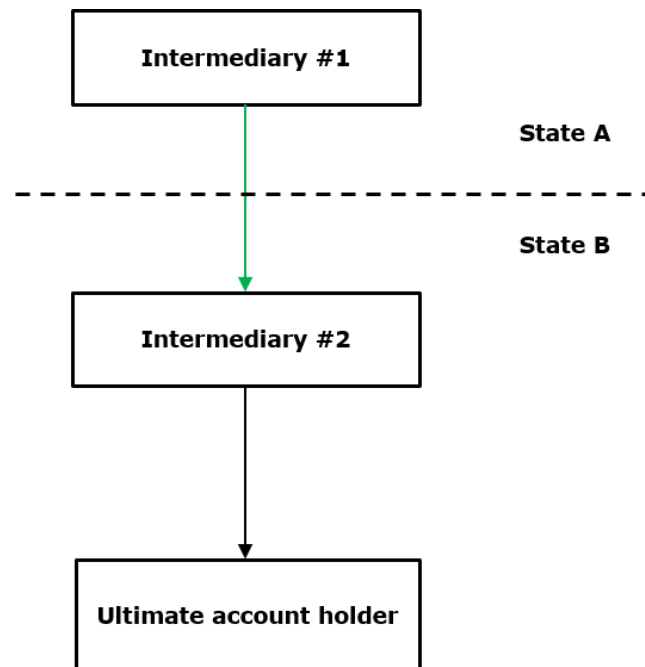 Intermediary #1
State A
State B
Intermediary #2
Ultimate account holder